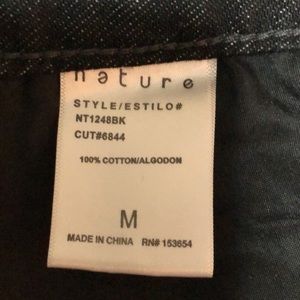 nature
STYLE/ESTILO#
NT1248BK
CUT#6844
100% COTTON/ALGODON
M
MADE IN CHINA RN# 153654